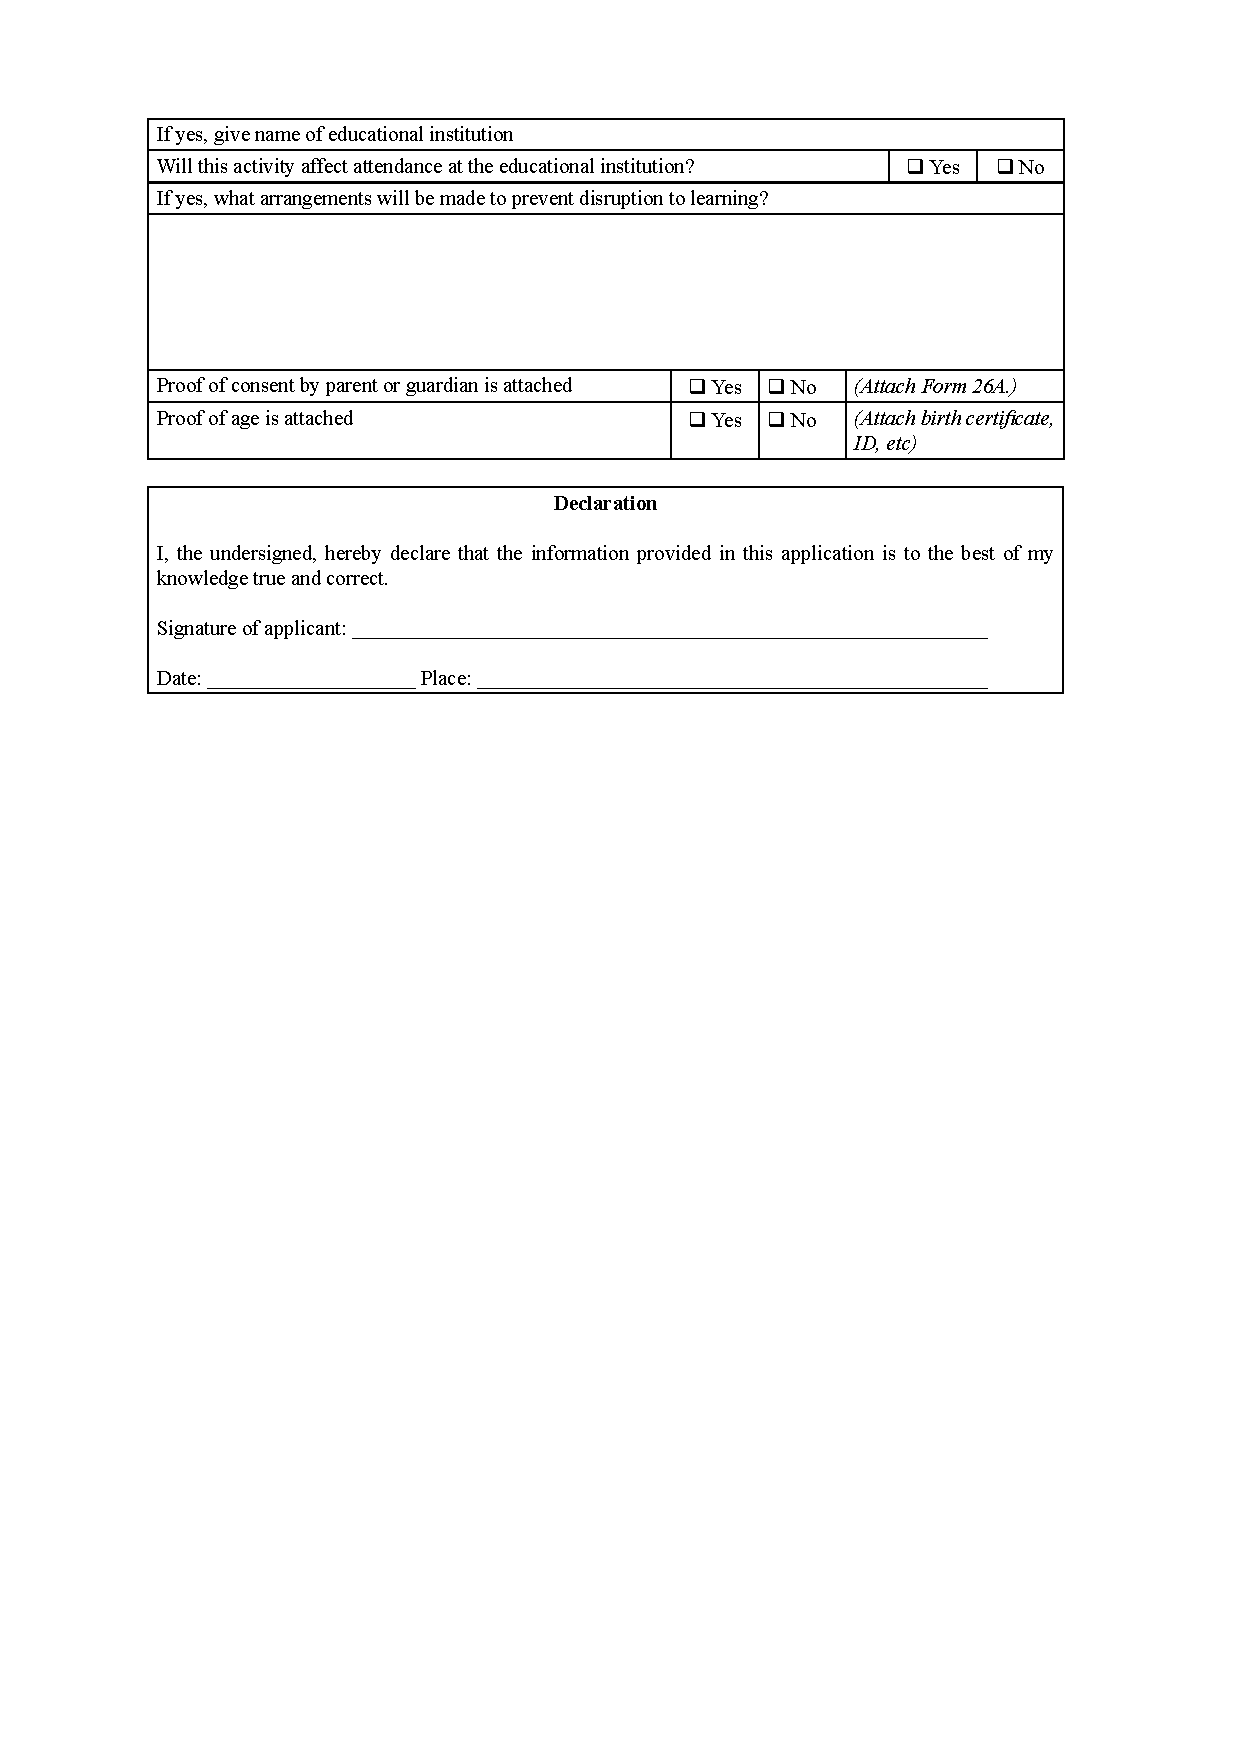 If yes, give name of educational institution
Will this activity affect attendance at the educational institution? ❑ Yes ❑ No
If yes, what arrangements will be made to prevent disruption to learning?
Proof of consent by parent or guardian is attached ❑ Yes ❑ No (Attach Form 26A.)
Proof of age is attached ❑ Yes ❑ No (Attach birth certificate,
ID, etc)
Declaration
I, the undersigned, hereby declare that the information provided in this application is to the best of my
knowledge true and correct.
Signature of applicant: _____________________________________________________________
Date: ____________________ Place: _________________________________________________